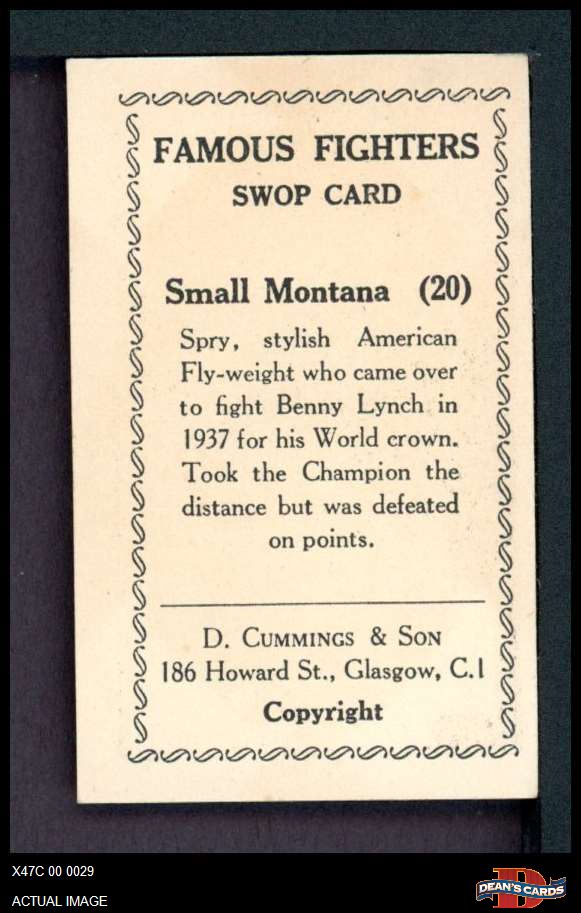 FAMOUS FIGHTERS
SWOP CARD
Small Montana (20)
Spry, stylish American
Fly-weight who came over
to fight Benny Lynch in
1937 for his World crown.
Took the Champion the
distance but was defeated
on points.
D. CUMMINGS & SON
186 Howard St., Glasgow, C.1
Copyright
X47C 00 0029
ACTUAL IMAGE
D
DEAN'S CARDS